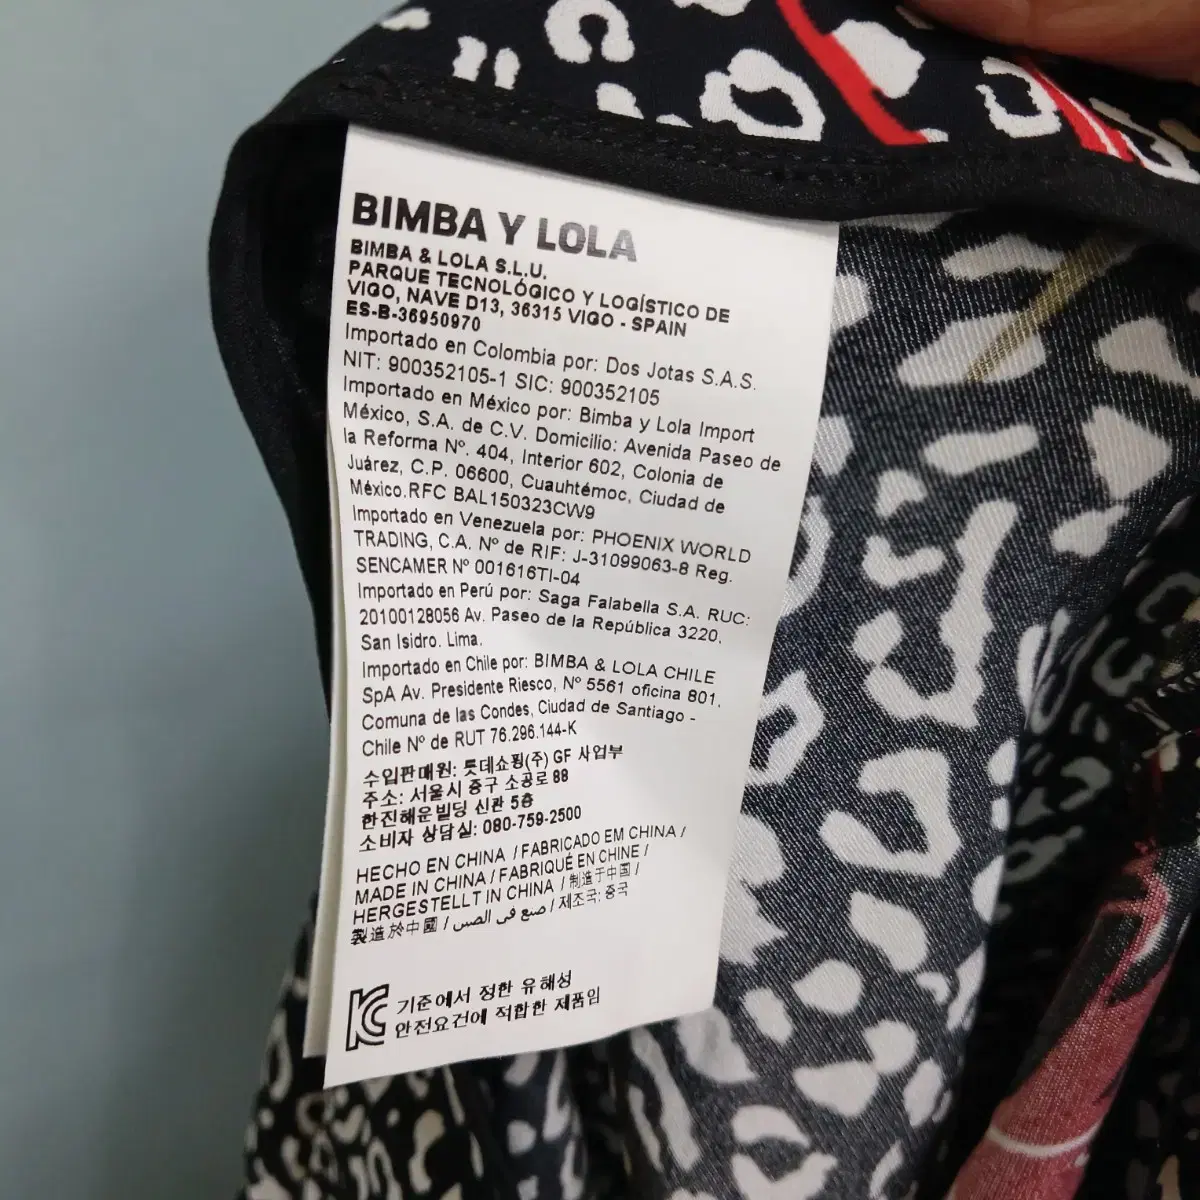 BIMBA Y LOLA
BIMBA & LOLA S.L.U.
PARQUE TECNOLÓGICO Y LOGÍSTICO DE
VIGO, NAVE D13, 36315 VIGO - SPAIN
ES-B-36950970
Importado en Colombia por: Dos Jotas S.A.S.
NIT: 900352105-1 SIC: 900352105
Importado en México por: Bimba y Lola Import
México, S.A. de C.V. Domicilio: Avenida Paseo de
la Reforma Nº. 404, Interior 602, Colonia de
Juárez, C.P. 06600, Cuauhtémoc, Ciudad de
México.RFC BAL150323CW9
Importado en Venezuela por: PHOENIX WORLD
TRADING, C.A. Nº de RIF: J-31099063-8 Reg.
SENCAMER Nº 001616TI-04
Importado en Perú por: Saga Falabella S.A. RUC:
20100128056 Av. Paseo de la República 3220,
San Isidro. Lima.
Importado en Chile por: BIMBA & LOLA CHILE
SpA Av. Presidente Riesco, Nº 5561 oficina 801,
Comuna de las Condes, Ciudad de Santiago -
Chile Nº de RUT 76.296.144-K
수입판매원: 롯데쇼핑(주) GF 사업부
주소: 서울시 중구 소공로 88
한진해운빌딩 신관 5층
소비자 상담실: 080-759-2500
HECHO EN CHINA / FABRICADO EM CHINA /
MADE IN CHINA / FABRIQUÉ EN CHINE /
HERGESTELLT IN CHINA / 制造于中国 /
製造於中國 / صنع في الصين / 제조국: 중국
KC 기준에서 정한 유해성
안전요건에 적합한 제품임